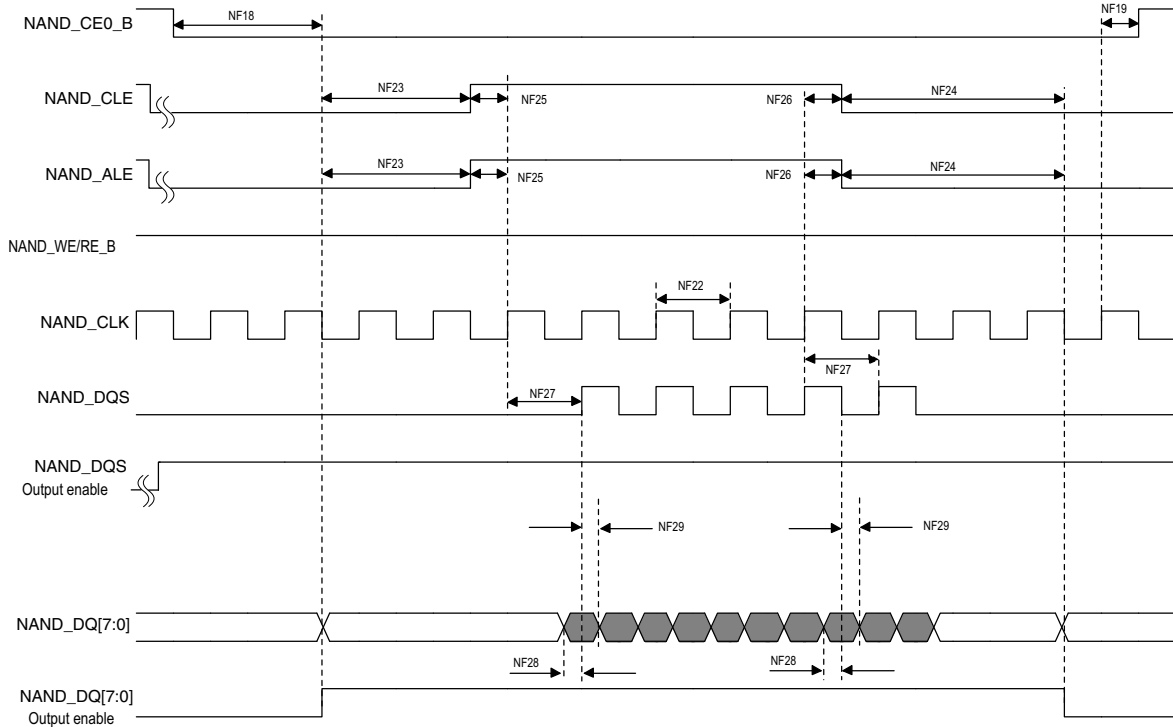 NAND_CE0_B
NF18
NF19
NAND_CLE
NF23
NF25
NF26
NF24
NAND_ALE
NF23
NF25
NF26
NF24
NAND_WE/RE_B
NAND_CLK
NF22
NF27
NAND_DQS
NF27
NAND_DQS
Output enable
NF29
NF29
NAND_DQ[7:0]
NF28
NF28
NAND_DQ[7:0]
Output enable